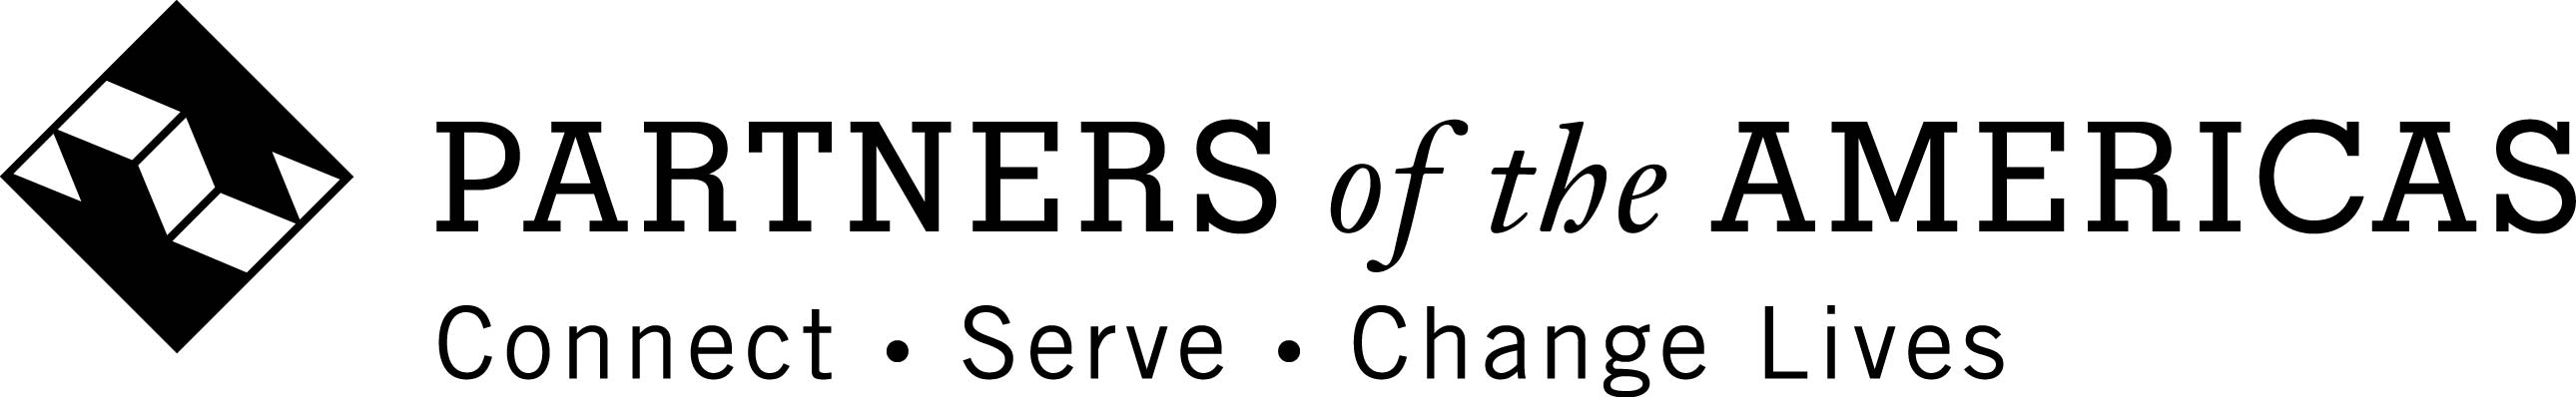 PARTNERS of the AMERICAS
Connect • Serve • Change Lives